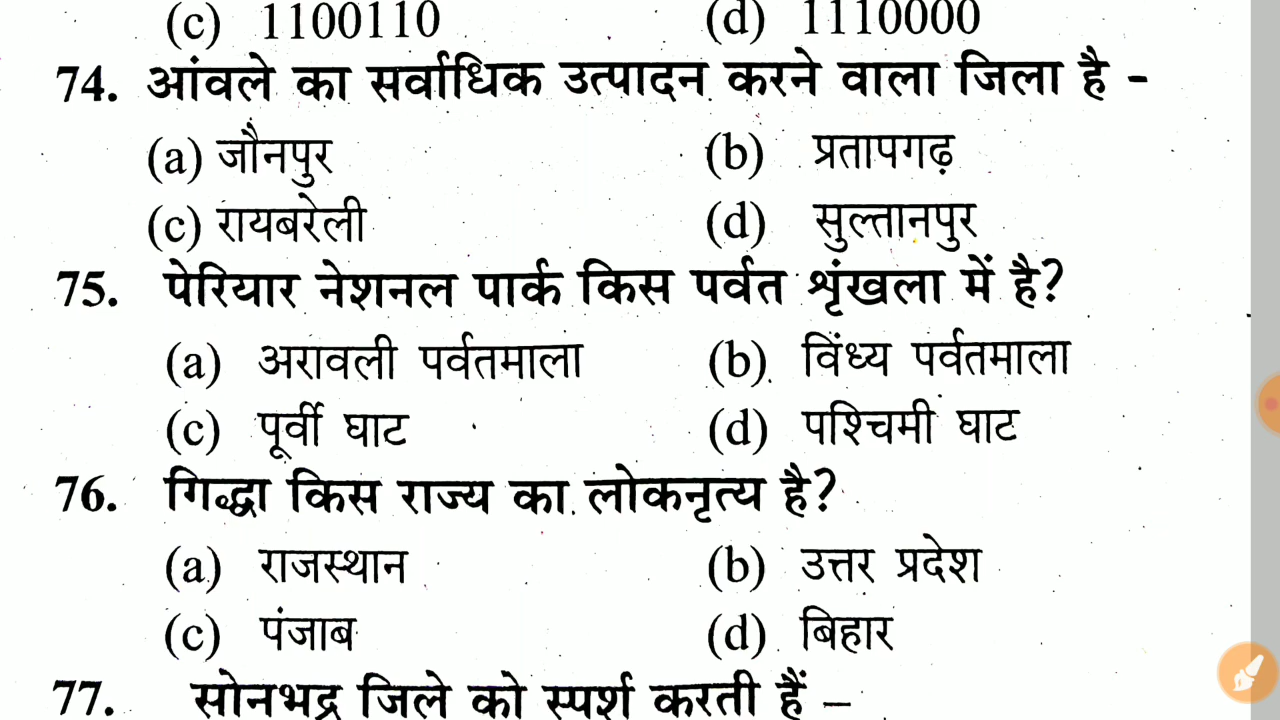 (c) 1100110 (d) 1110000
74. आंवले का सर्वाधिक उत्पादन करने वाला जिला है -
(a) जौनपुर (b) प्रतापगढ़
(c) रायबरेली (d) सुल्तानपुर
75. पेरियार नेशनल पार्क किस पर्वत शृंखला में है?
(a) अरावली पर्वतमाला (b) विंध्य पर्वतमाला
(c) पूर्वी घाट (d) पश्चिमी घाट
76. गिद्धा किस राज्य का लोकनृत्य है?
(a) राजस्थान (b) उत्तर प्रदेश
(c) पंजाब (d) बिहार
77. सोनभद्र जिले को स्पर्श करती हैं –